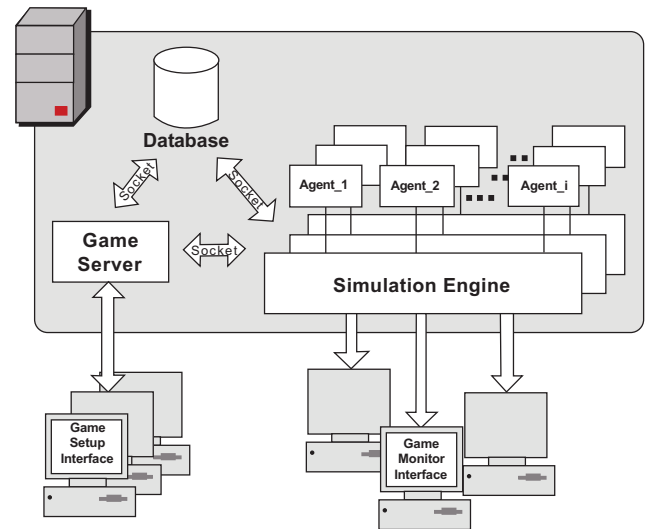 Database
Socket
Socket
Agent_1
Agent_2
Agent_i
Game
Server
Socket
Simulation Engine
Game
Setup
Interface
Game
Monitor
Interface